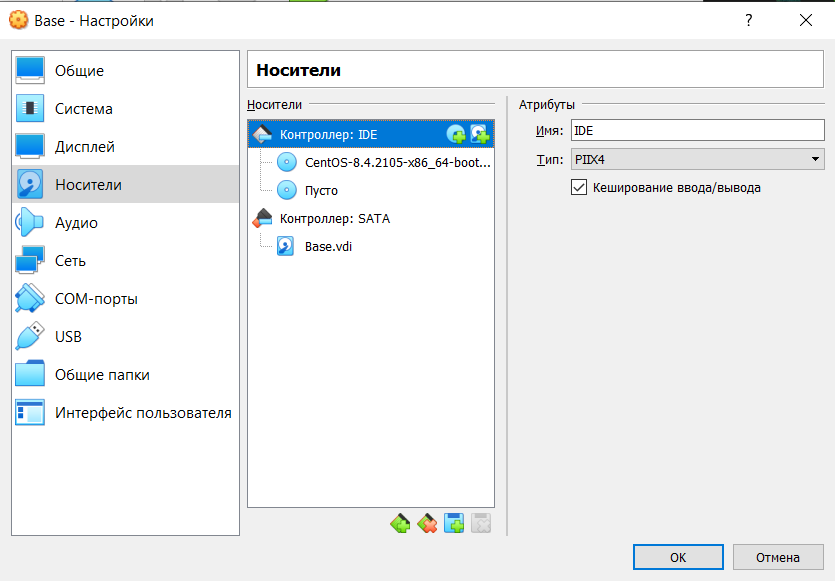 Base - Настройки
?
Общие
Система
Дисплей
Носители
Аудио
Сеть
COM-порты
USB
Общие папки
Интерфейс пользователя
Носители
Носители
Контроллер: IDE
CentOS-8.4.2105-x86_64-boot...
Пусто
Контроллер: SATA
Base.vdi
Атрибуты
Имя: IDE
Тип: PIIX4
Кеширование ввода/вывода
OK
Отмена